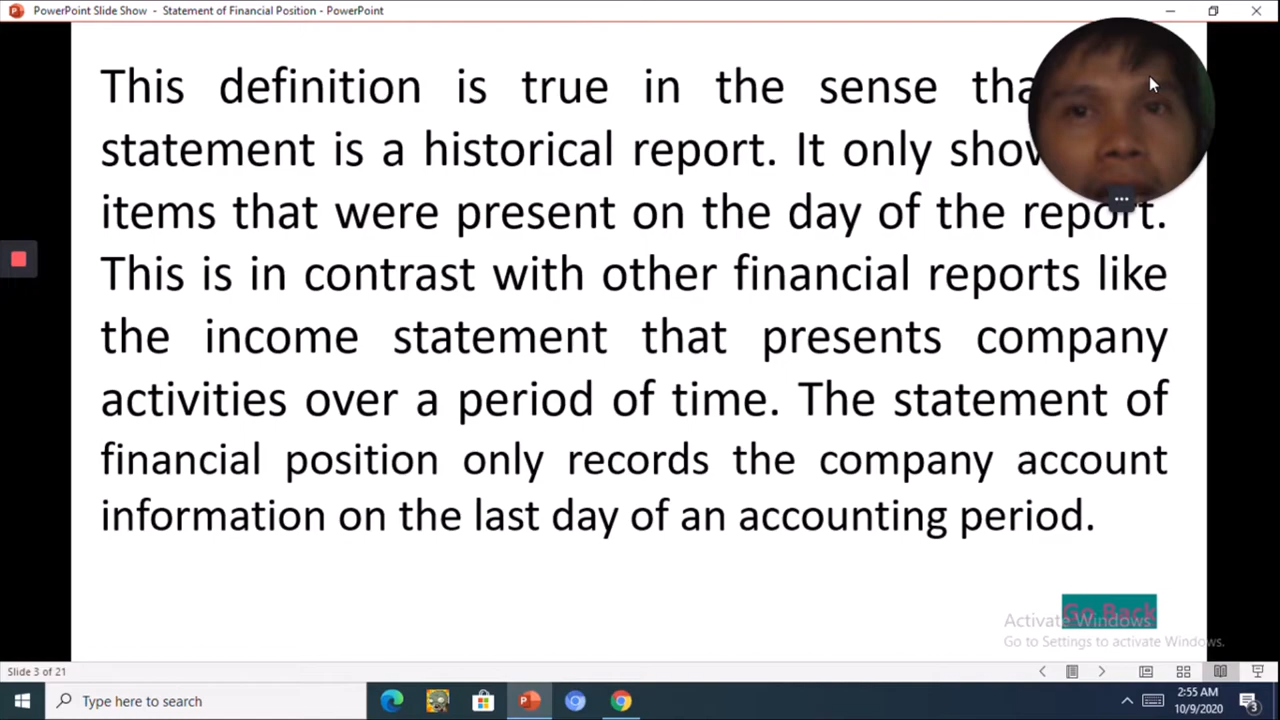 PowerPoint Slide Show - Statement of Financial Position - PowerPoint
This definition is true in the sense
statement is a historical report. It only
items that were present on the day of the report.
This is in contrast with other financial reports like
the income statement that presents company
activities over a period of time. The statement of
financial position only records the company account
information on the last day of an accounting period.
Go Back
Activate Windows
Go to Settings to activate Windows.
Slide 3 of 21
Type here to search
2:55 AM
10/9/2020
3